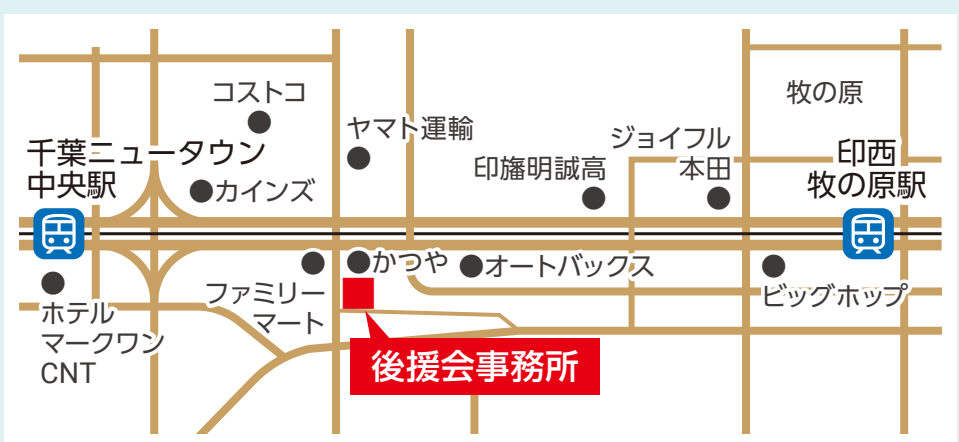 コストコ
ヤマト運輸
牧の原
千葉ニュータウン
中央駅
カインズ
印旛明誠高
ジョイフル
本田
印西
牧の原駅
かつや
オートバックス
ファミリー
マート
ビッグホップ
ホテル
マークワン
CNT
後援会事務所